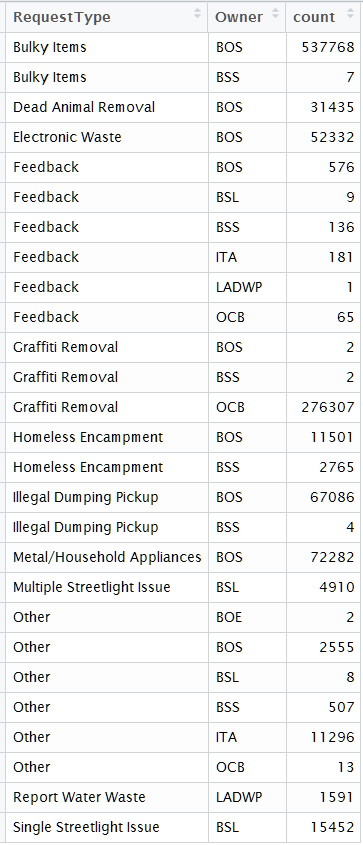 RequestType Owner count
Bulky Items BOS 537768
Bulky Items BSS 7
Dead Animal Removal BOS 31435
Electronic Waste BOS 52332
Feedback BOS 576
Feedback BSL 9
Feedback BSS 136
Feedback ITA 181
Feedback LADWP 1
Feedback OCB 65
Graffiti Removal BOS 2
Graffiti Removal BSS 2
Graffiti Removal OCB 276307
Homeless Encampment BOS 11501
Homeless Encampment BSS 2765
Illegal Dumping Pickup BOS 67086
Illegal Dumping Pickup BSS 4
Metal/Household Appliances BOS 72282
Multiple Streetlight Issue BSL 4910
Other BOE 2
Other BOS 2555
Other BSL 8
Other BSS 507
Other ITA 11296
Other OCB 13
Report Water Waste LADWP 1591
Single Streetlight Issue BSL 15452